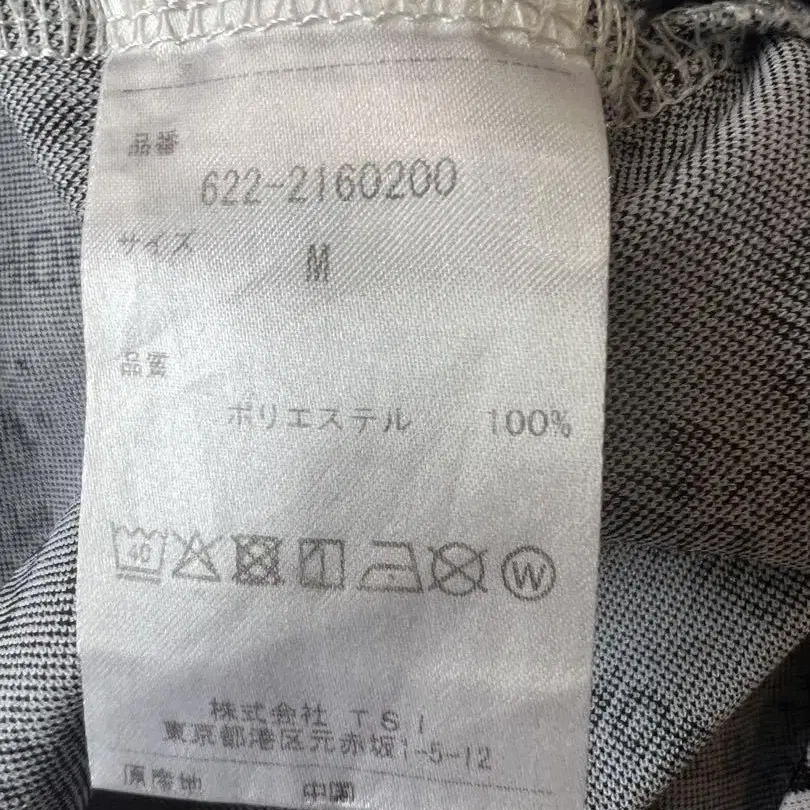 品番
622-2160200
サイズ M
品質
ポリエステル 100%
40
W
株式会社 TSI
東京都港区元赤坂1-5-12
原産地 中国